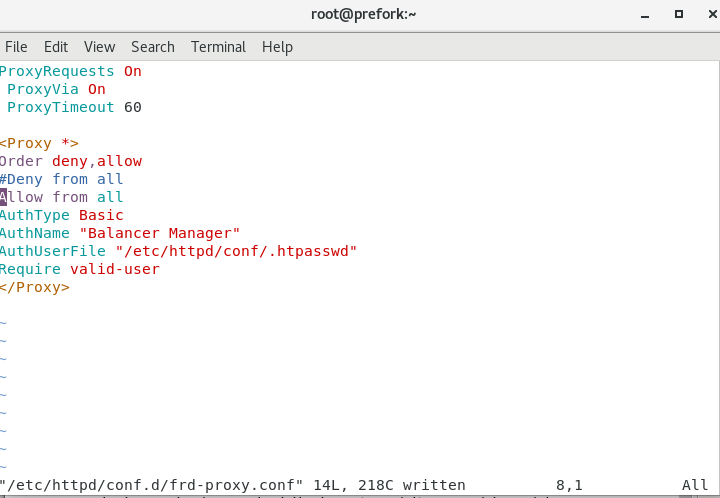 root@prefork:~
File Edit View Search Terminal Help
ProxyRequests On
ProxyVia On
ProxyTimeout 60
<Proxy *>
Order deny,allow
#Deny from all
Allow from all
AuthType Basic
AuthName "Balancer Manager"
AuthUserFile "/etc/httpd/conf/.htpasswd"
Require valid-user
</Proxy>
~
~
~
~
~
~
~
~
~
"/etc/httpd/conf.d/frd-proxy.conf" 14L, 218C written 8,1 All